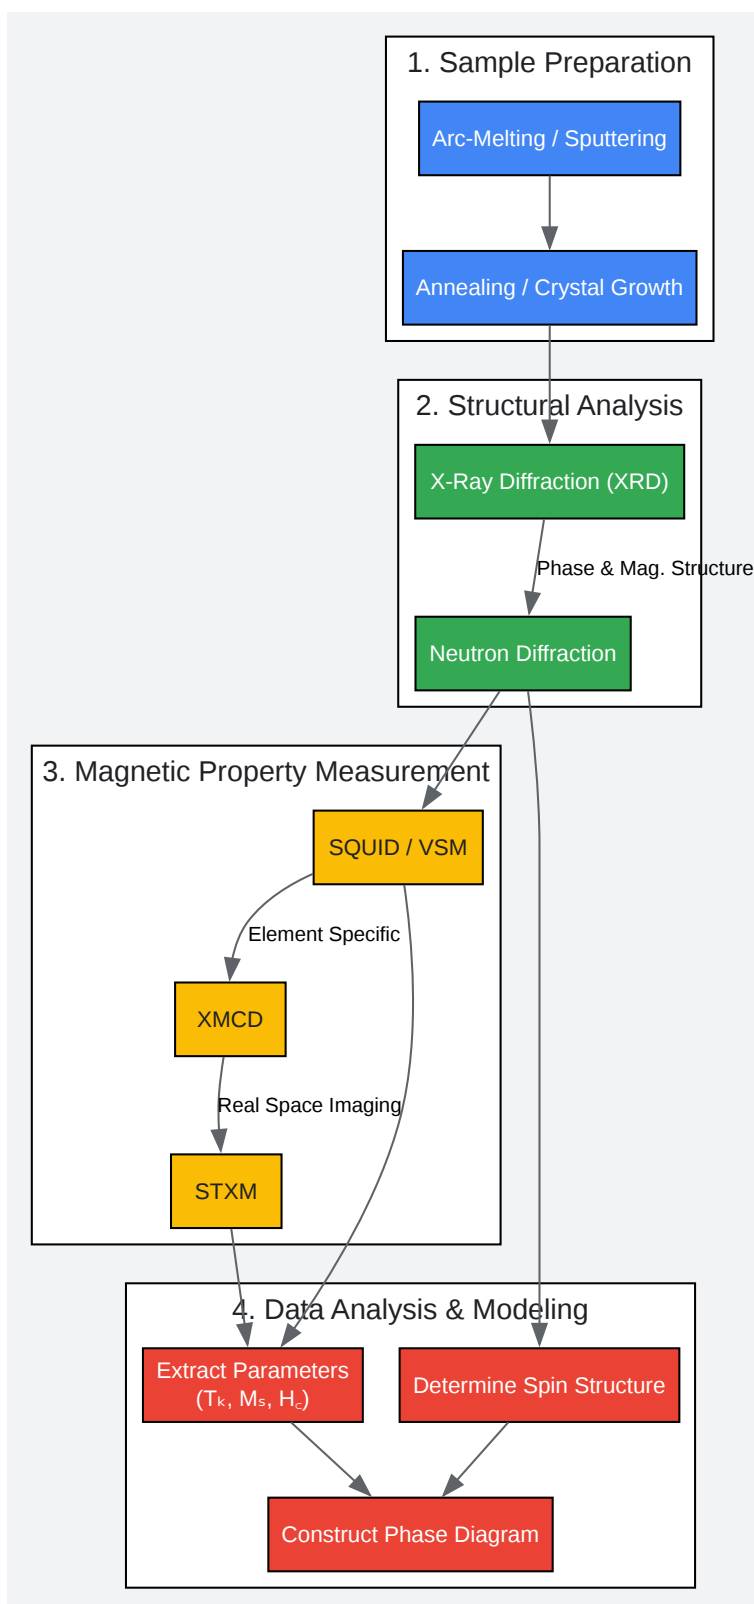 1. Sample Preparation
Arc-Melting / Sputtering
Annealing / Crystal Growth
2. Structural Analysis
X-Ray Diffraction (XRD)
Phase & Mag. Structure
Neutron Diffraction
3. Magnetic Property Measurement
SQUID / VSM
Element Specific
XMCD
Real Space Imaging
STXM
4. Data Analysis & Modeling
Extract Parameters
(Tₖ, Mₛ, H꜀)
Determine Spin Structure
Construct Phase Diagram